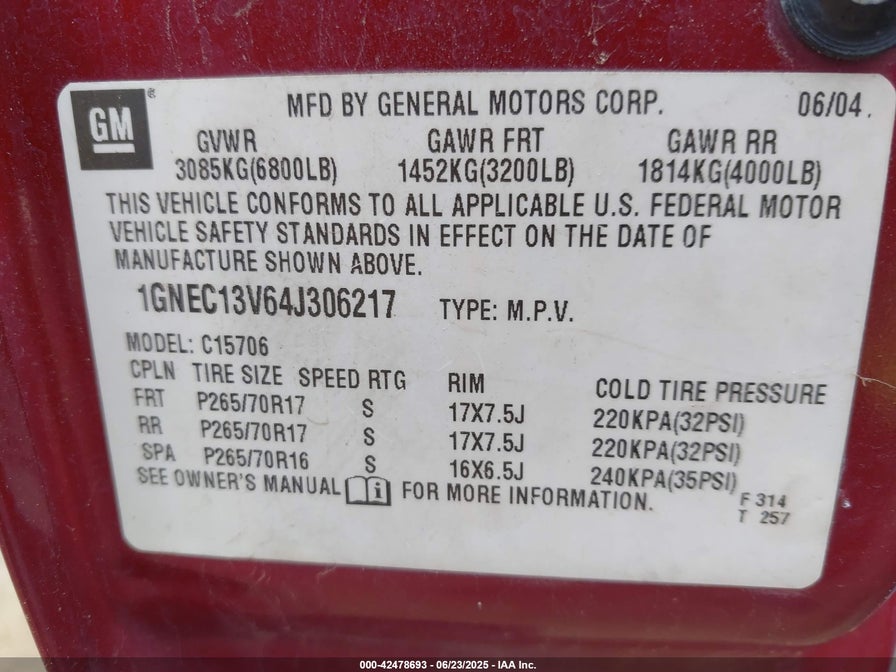 GM ®
MFD BY GENERAL MOTORS CORP. 06/04.
GVWR GAWR FRT GAWR RR
3085KG(6800LB) 1452KG(3200LB) 1814KG(4000LB)
THIS VEHICLE CONFORMS TO ALL APPLICABLE U.S. FEDERAL MOTOR
VEHICLE SAFETY STANDARDS IN EFFECT ON THE DATE OF
MANUFACTURE SHOWN ABOVE.
1GNEC13V64J306217 TYPE: M.P.V.
MODEL: C15706
CPLN TIRE SIZE SPEED RTG RIM COLD TIRE PRESSURE
FRT P265/70R17 S 17X7.5J 220KPA(32PSI)
RR P265/70R17 S 17X7.5J 220KPA(32PSI)
SPA P265/70R16 S 16X6.5J 240KPA(35PSI)
SEE OWNER'S MANUAL i FOR MORE INFORMATION.
F 314
T 257
000-42478693 - 06/23/2025 - IAA Inc.